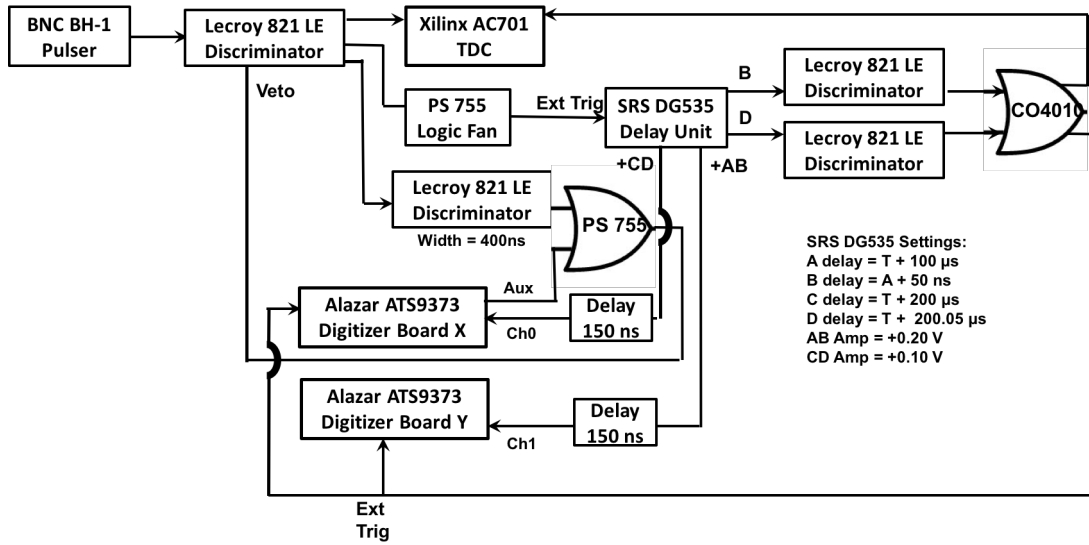 BNC BH-1
Pulser
Lecroy 821 LE
Discriminator
Xilinx AC701
TDC
Veto
PS 755
Logic Fan
Ext Trig
SRS DG535
Delay Unit
B
D
Lecroy 821 LE
Discriminator
Lecroy 821 LE
Discriminator
CO4010
+CD
+AB
Lecroy 821 LE
Discriminator
Width = 400ns
PS 755
SRS DG535 Settings:
A delay = T + 100 µs
B delay = A + 50 ns
C delay = T + 200 µs
D delay = T + 200.05 µs
AB Amp = +0.20 V
CD Amp = +0.10 V
Alazar ATS9373
Digitizer Board X
Aux
Ch0
Delay
150 ns
Alazar ATS9373
Digitizer Board Y
Ch1
Delay
150 ns
Ext
Trig